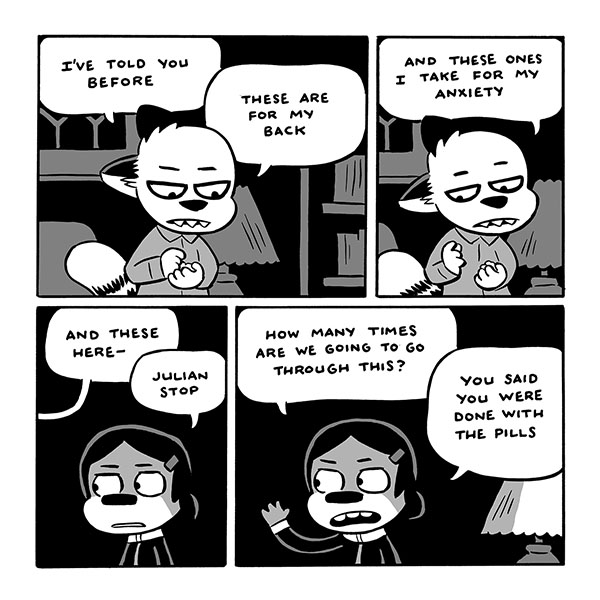 I'VE TOLD YOU
BEFORE
THESE ARE
FOR MY
BACK
AND THESE ONES
I TAKE FOR MY
ANXIETY
AND THESE
HERE–
JULIAN
STOP
HOW MANY TIMES
ARE WE GOING TO GO
THROUGH THIS?
YOU SAID
YOU WERE
DONE WITH
THE PILLS